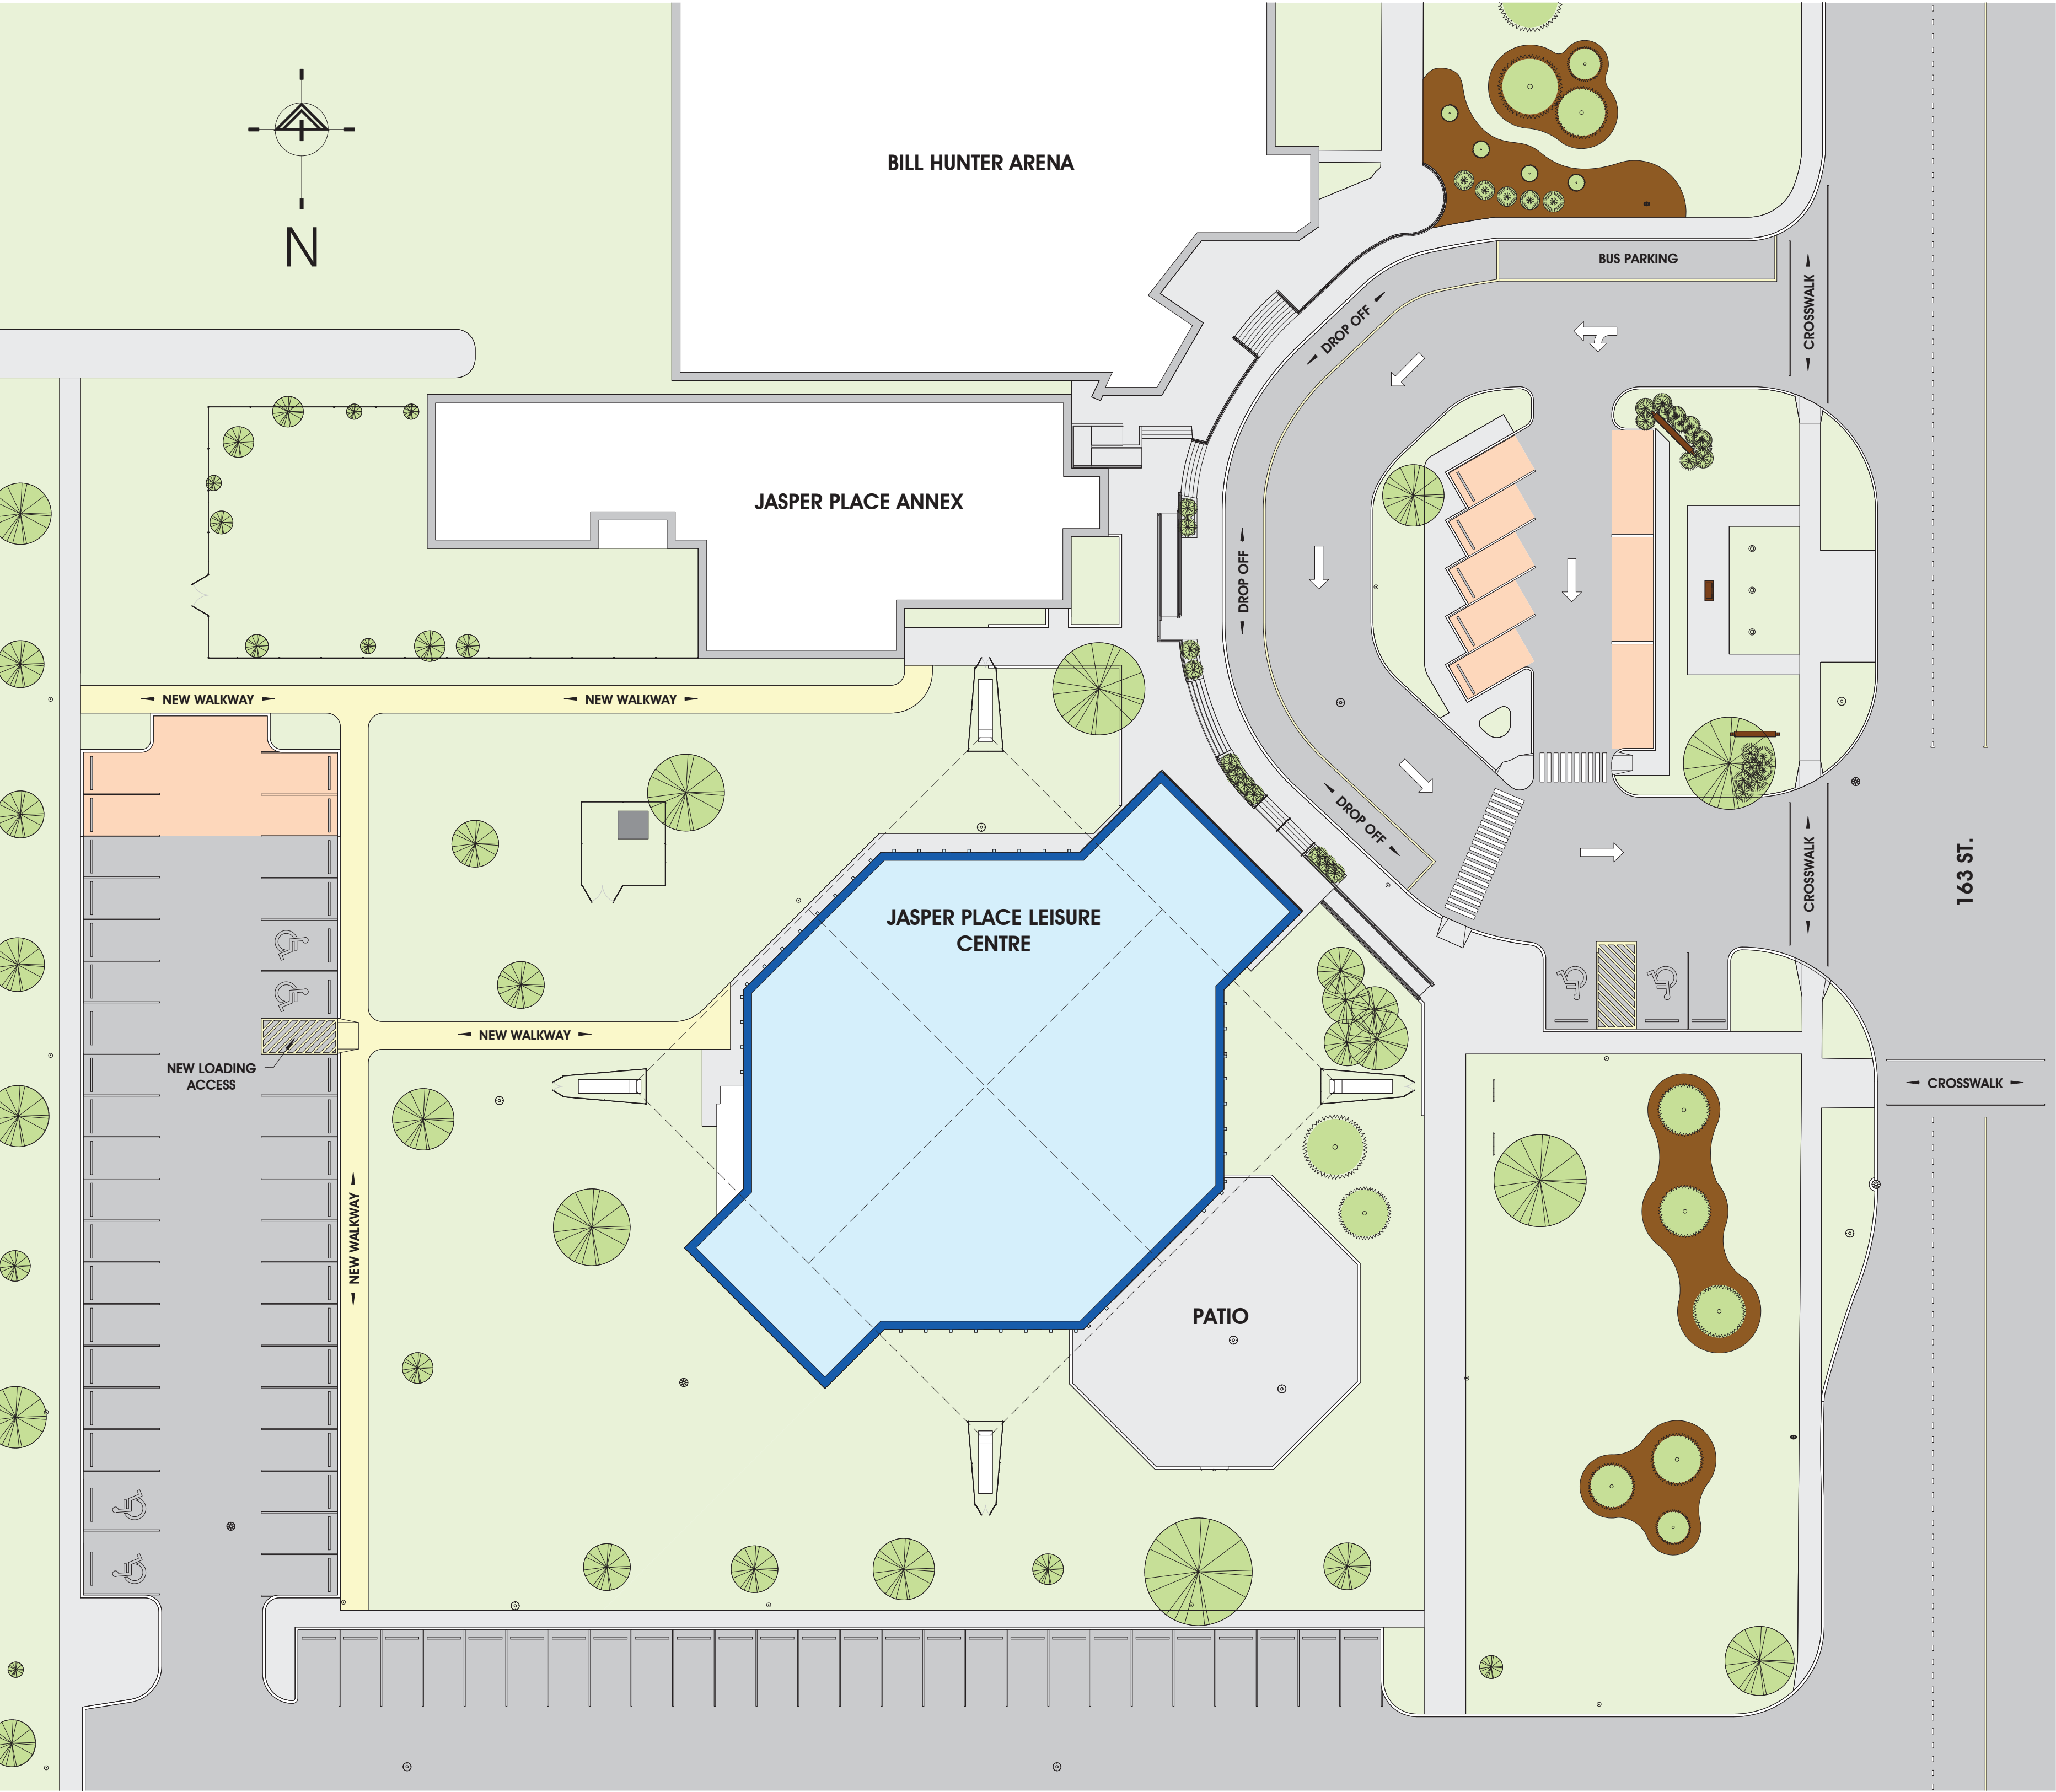 BILL HUNTER ARENA
N
BUS PARKING
CROSSWALK
DROP OFF
JASPER PLACE ANNEX
DROP OFF
NEW WALKWAY
NEW WALKWAY
DROP OFF
CROSSWALK
163 ST.
JASPER PLACE LEISURE
CENTRE
NEW WALKWAY
NEW LOADING
ACCESS
CROSSWALK
NEW WALKWAY
PATIO